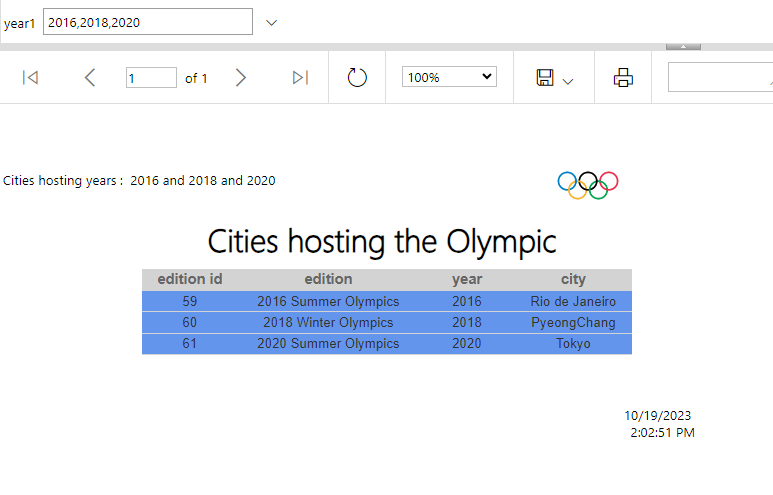 year1 2016,2018,2020
1 of 1 100%
Cities hosting years : 2016 and 2018 and 2020
Cities hosting the Olympic
edition id edition year city
59 2016 Summer Olympics 2016 Rio de Janeiro
60 2018 Winter Olympics 2018 PyeongChang
61 2020 Summer Olympics 2020 Tokyo
10/19/2023
2:02:51 PM